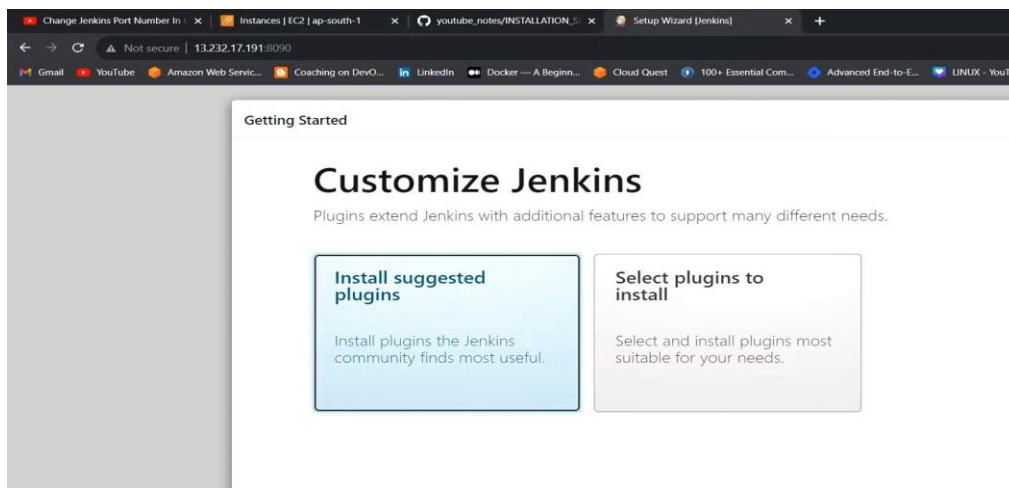 Change Jenkins Port Number In
Instances | EC2 | ap-south-1
youtube_notes/INSTALLATION_S
Setup Wizard [Jenkins]
Not secure | 13.232.17.191:8090
Gmail YouTube Amazon Web Servic... Coaching on DevO... LinkedIn Docker — A Beginn... Cloud Quest 100+ Essential Com... Advanced End-to-E... LINUX - YouT
Getting Started
Customize Jenkins
Plugins extend Jenkins with additional features to support many different needs.
Install suggested
plugins
Install plugins the Jenkins
community finds most useful.
Select plugins to
install
Select and install plugins most
suitable for your needs.